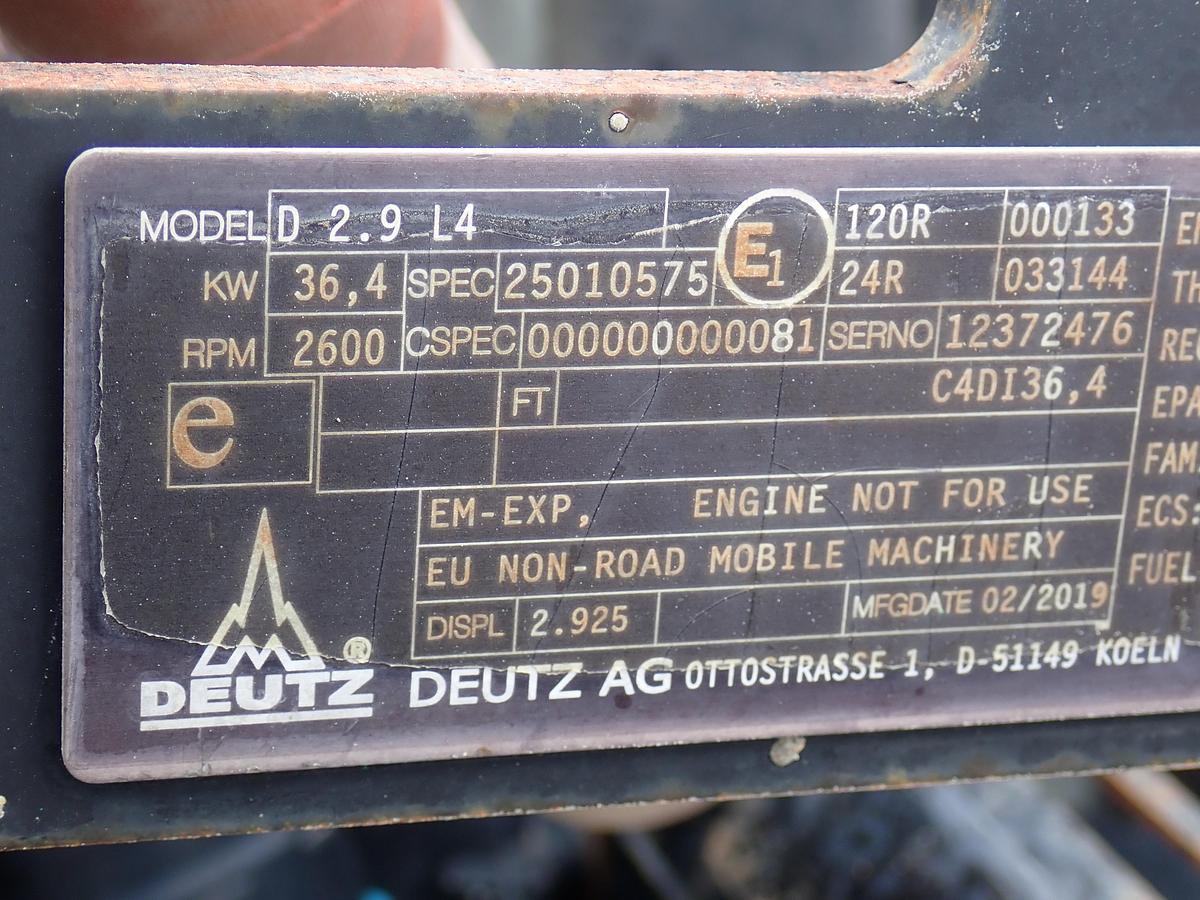 MODEL D 2.9 L4 E1 120R 000133
KW 36,4 SPEC 25010575 24R 033144
RPM 2600 CSPEC 000000000081 SERNO 12372476
e FT C4DI36,4
EM-EXP, ENGINE NOT FOR USE
EU NON-ROAD MOBILE MACHINERY
DISPL 2.925 MFGDATE 02/2019
DEUTZ ® DEUTZ AG OTTOSTRASSE 1, D-51149 KOELN
EPA
FAM
ECS:
FUEL